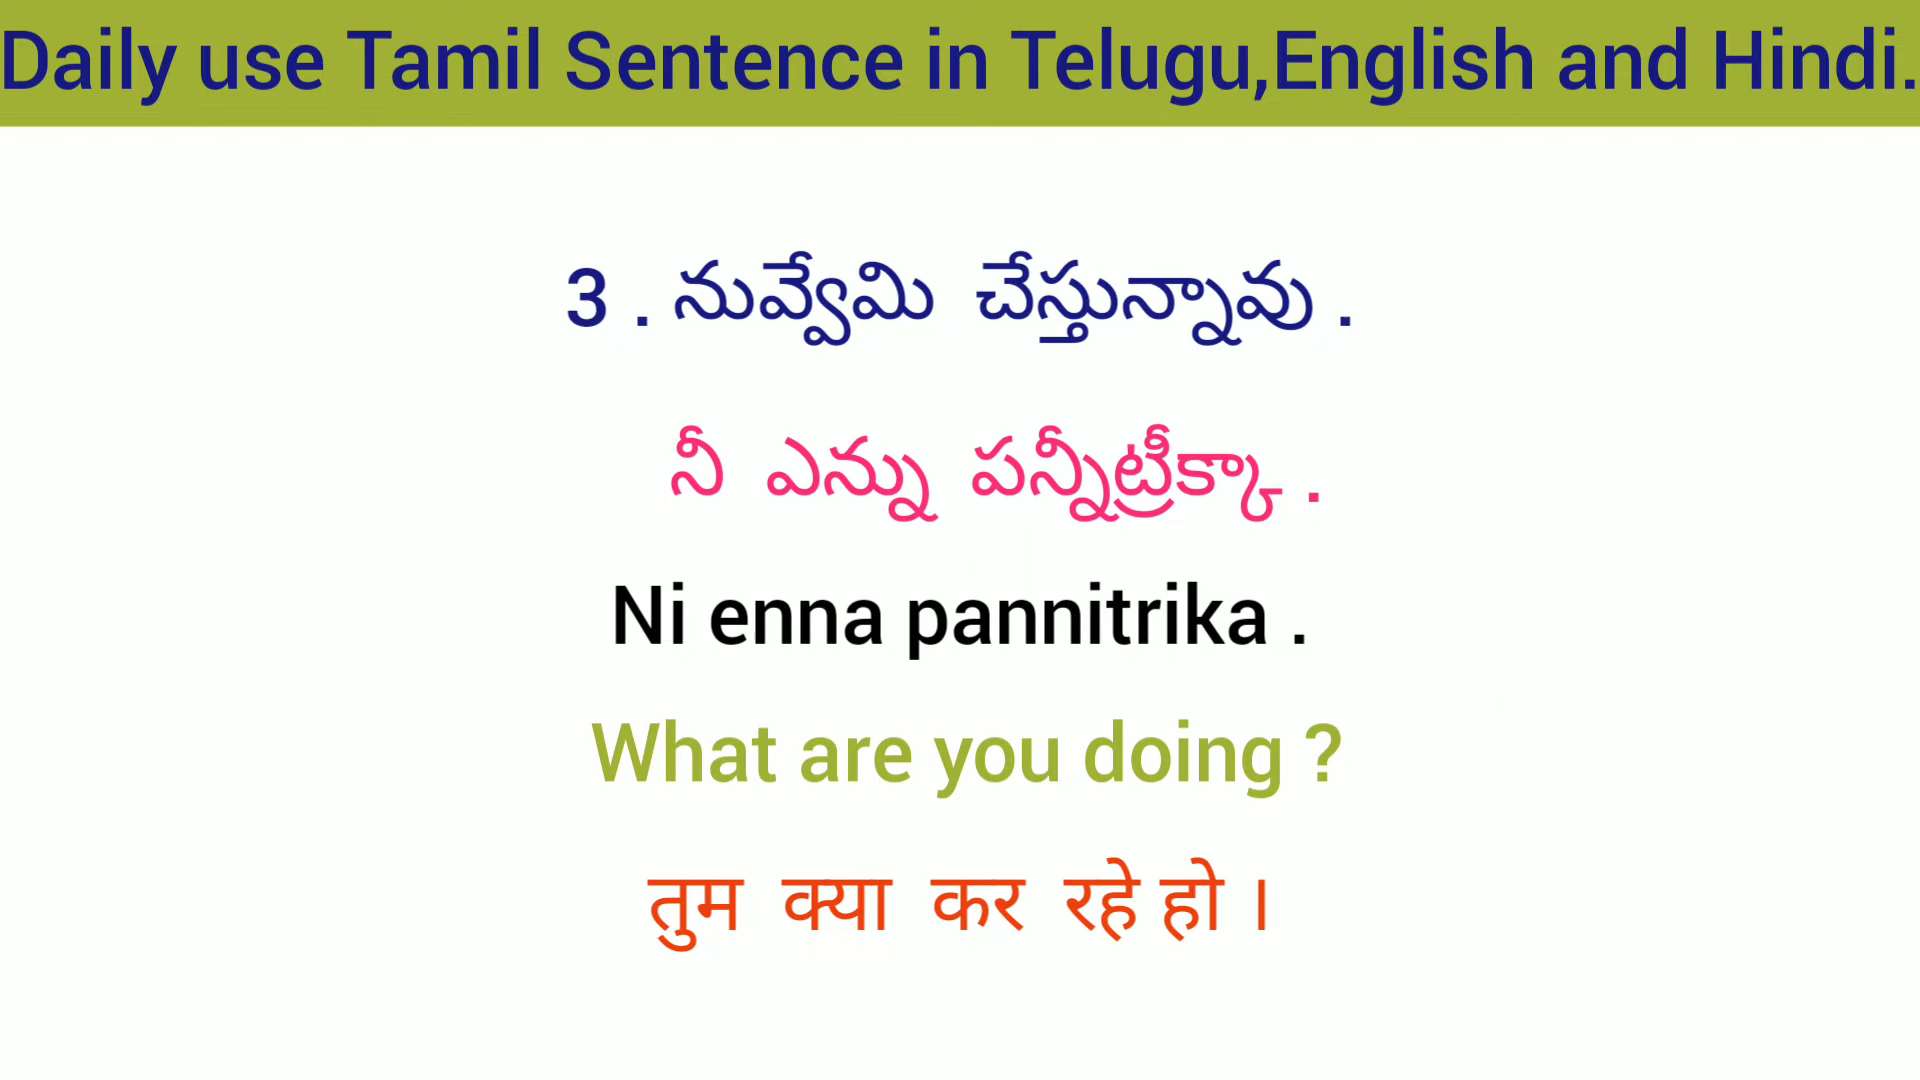 Daily use Tamil Sentence in Telugu,English and Hindi.
3 . నువ్వేమి చేస్తున్నావు .
నీ ఎన్ను పన్నీట్రీక్కా .
Ni enna pannitrika .
What are you doing ?
तुम क्या कर रहे हो ।